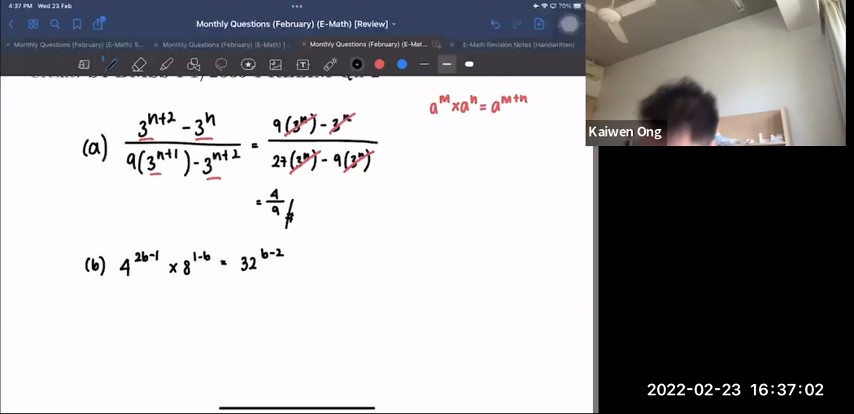 4:37 PM Wed 23 Feb
70%
Monthly Questions (February) (E-Math) [Review]
Monthly Questions (February) (E-Math) S...
Monthly Questions (February) (E-Math) [...
Monthly Questions (February) (E-Mat...
E-Math Revision Notes (Handwritten)
a^m × a^n = a^{m+n}
(a) \frac{3^{n+2} - 3^n}{9(3^{n+1}) - 3^{n+2}} = \frac{9(3^n) - 3^n}{27(3^n) - 9(3^n)}
= \frac{4}{9}
(b) 4^{2b-1} × 8^{1-b} = 32^{b-2}
Kaiwen Ong
2022-02-23 16:37:02